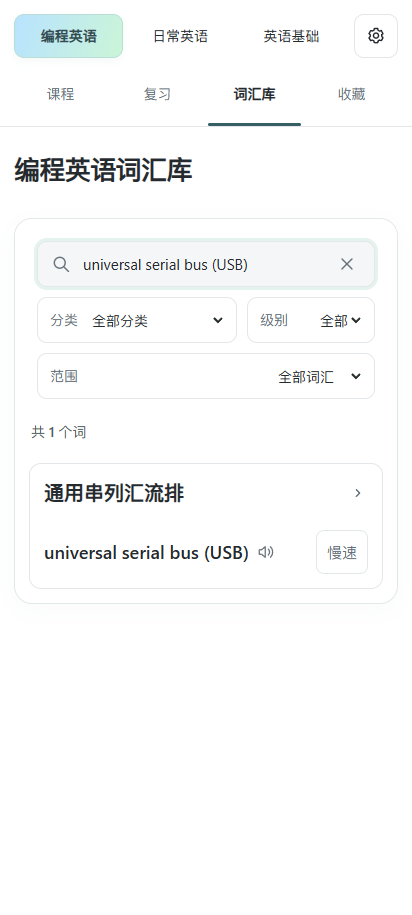 编程英语 日常英语 英语基础
课程 复习 词汇库 收藏
编程英语词汇库
universal serial bus (USB)
分类 全部分类 级别 全部
范围 全部词汇
共 1 个词
通用串列汇流排
universal serial bus (USB) 慢速